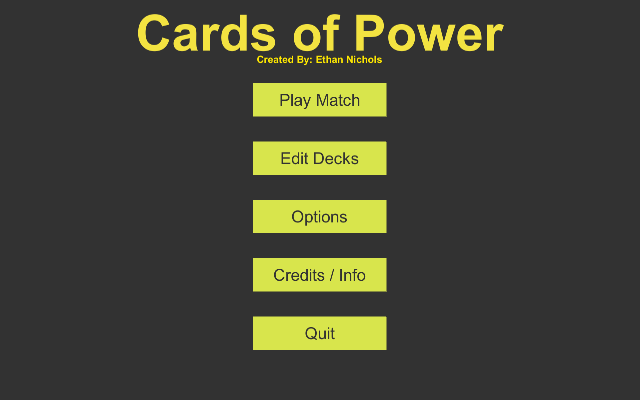 Cards of Power
Created By: Ethan Nichols
Play Match
Edit Decks
Options
Credits / Info
Quit